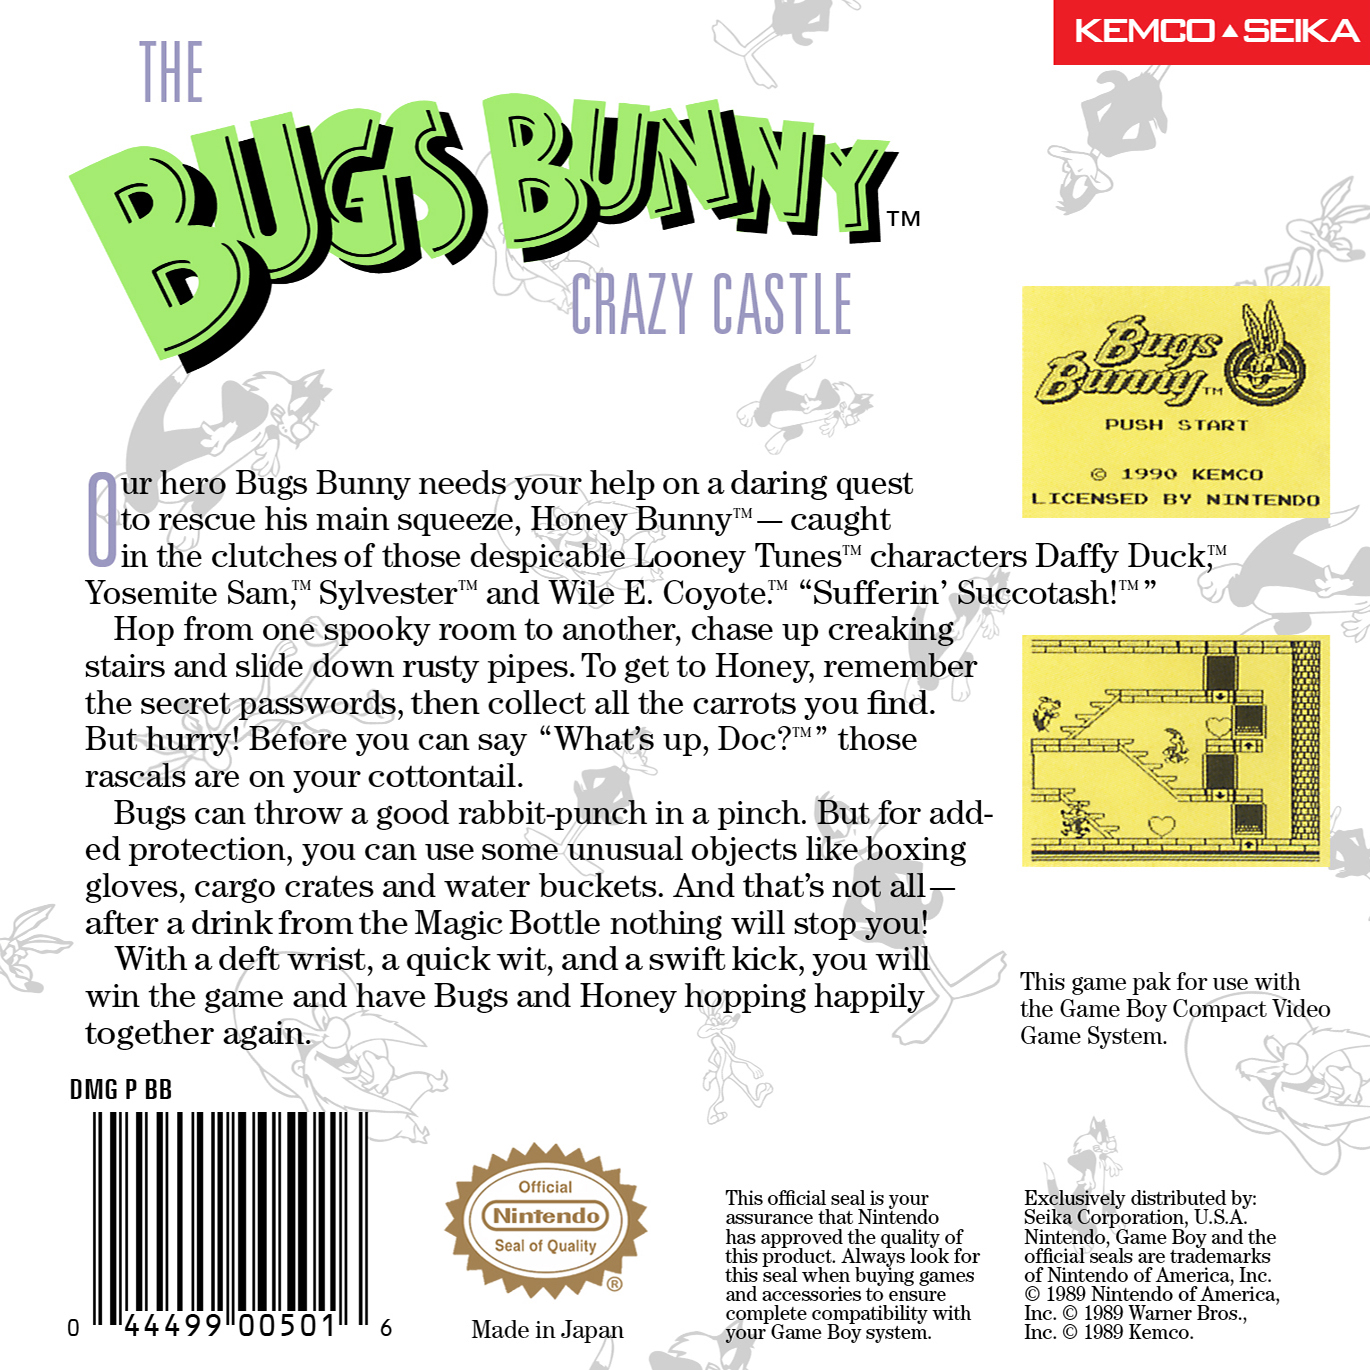 KEMCO▲SEIKA
THE
BUGS BUNNY™
CRAZY CASTLE
Bugs
Bunny™
PUSH START
© 1990 KEMCO
LICENSED BY NINTENDO
Our hero Bugs Bunny needs your help on a daring quest
to rescue his main squeeze, Honey Bunny™ — caught
in the clutches of those despicable Looney Tunes™ characters Daffy Duck,™
Yosemite Sam,™ Sylvester™ and Wile E. Coyote.™ “Sufferin’ Succotash!™”
Hop from one spooky room to another, chase up creaking
stairs and slide down rusty pipes. To get to Honey, remember
the secret passwords, then collect all the carrots you find.
But hurry! Before you can say “What’s up, Doc?™” those
rascals are on your cottontail.
Bugs can throw a good rabbit-punch in a pinch. But for add-
ed protection, you can use some unusual objects like boxing
gloves, cargo crates and water buckets. And that’s not all—
after a drink from the Magic Bottle nothing will stop you!
With a deft wrist, a quick wit, and a swift kick, you will
win the game and have Bugs and Honey hopping happily
together again.
This game pak for use with
the Game Boy Compact Video
Game System.
DMG P BB
0 44499 00501 6
Official
Nintendo
Seal of Quality
®
Made in Japan
This official seal is your
assurance that Nintendo
has approved the quality of
this product. Always look for
this seal when buying games
and accessories to ensure
complete compatibility with
your Game Boy system.
Exclusively distributed by:
Seika Corporation, U.S.A.
Nintendo, Game Boy and the
official seals are trademarks
of Nintendo of America, Inc.
© 1989 Nintendo of America,
Inc. © 1989 Warner Bros.,
Inc. © 1989 Kemco.